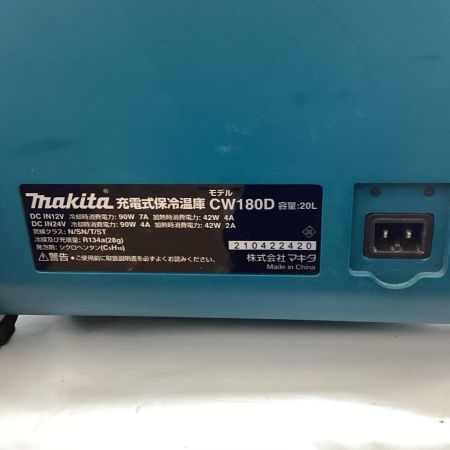 モデル
makita 充電式保冷温庫 CW180D 容量:20L
DC IN12V 冷却時消費電力: 90W 7A 加熱時消費電力: 42W 4A
DC IN24V 冷却時消費電力: 90W 4A 加熱時消費電力: 42W 2A
気候クラス: N/SN/T/ST
冷媒及び充填量: R134a(28g)
発泡剤: シクロペンタン(C₅H₁₀)
210422420
⚠警告 ●ご使用前に取扱説明書を必ずよくお読みください。
株式会社 マキタ
Made in China